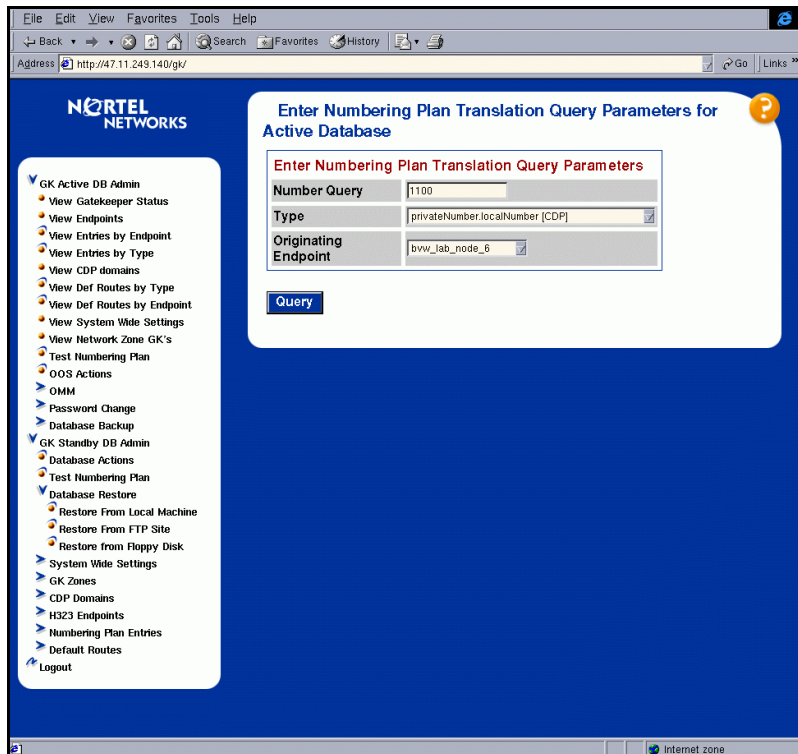 File Edit View Favorites Tools Help
Back Search Favorites History
Address http://47.11.249.140/gk/ Go Links »
NORTEL
NETWORKS
GK Active DB Admin
View Gatekeeper Status
View Endpoints
View Entries by Endpoint
View Entries by Type
View CDP domains
View Def Routes by Type
View Def Routes by Endpoint
View System Wide Settings
View Network Zone GK's
Test Numbering Plan
OOS Actions
OMM
Password Change
Database Backup
GK Standby DB Admin
Database Actions
Test Numbering Plan
Database Restore
Restore From Local Machine
Restore From FTP Site
Restore from Floppy Disk
System Wide Settings
GK Zones
CDP Domains
H323 Endpoints
Numbering Plan Entries
Default Routes
Logout
Enter Numbering Plan Translation Query Parameters for
Active Database
?
Enter Numbering Plan Translation Query Parameters
Number Query 1100
Type privateNumber.localNumber [CDP]
Originating
Endpoint bvw_lab_node_6
Query
Internet zone